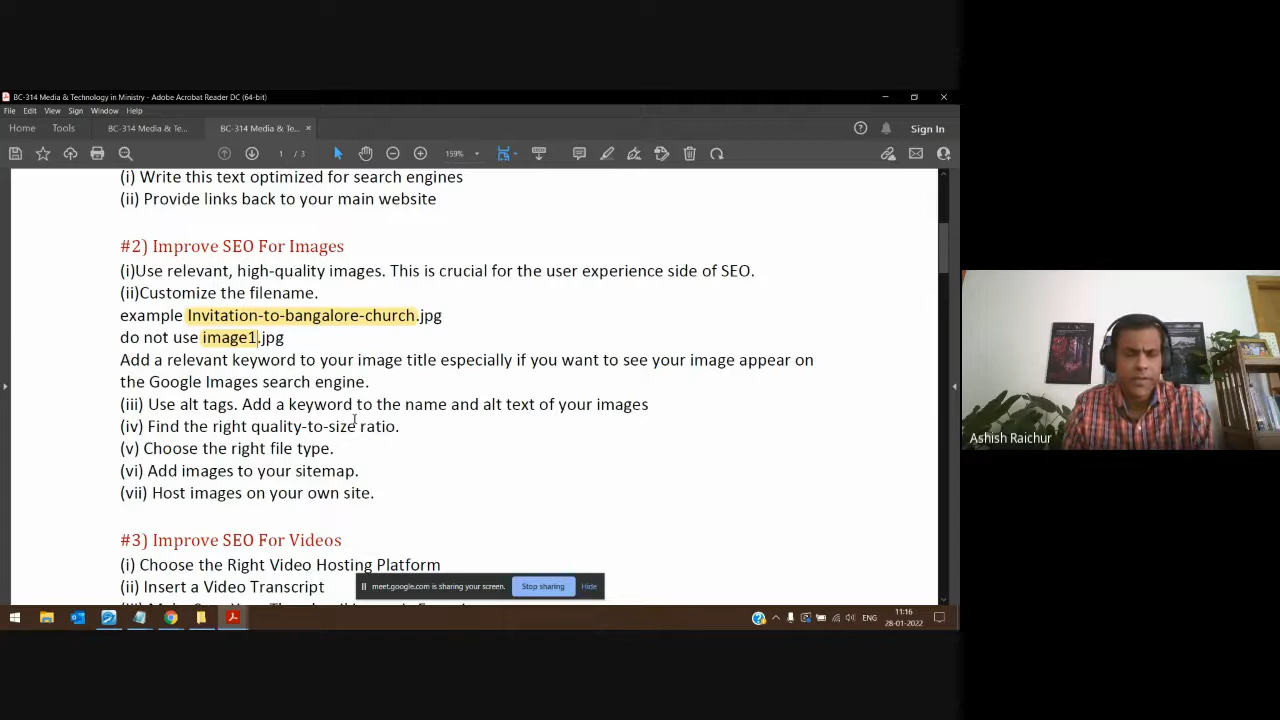 BC-314 Media & Technology in Ministry - Adobe Acrobat Reader DC (64-bit)
File Edit View Sign Window Help
Home Tools BC-314 Media & Te... BC-314 Media & Te... × Sign In
1 / 3 159%
(i) Write this text optimized for search engines
(ii) Provide links back to your main website
#2) Improve SEO For Images
(i)Use relevant, high-quality images. This is crucial for the user experience side of SEO.
(ii)Customize the filename.
example Invitation-to-bangalore-church.jpg
do not use image1.jpg
Add a relevant keyword to your image title especially if you want to see your image appear on
the Google Images search engine.
(iii) Use alt tags. Add a keyword to the name and alt text of your images
(iv) Find the right quality-to-size ratio.
(v) Choose the right file type.
(vi) Add images to your sitemap.
(vii) Host images on your own site.
#3) Improve SEO For Videos
(i) Choose the Right Video Hosting Platform
(ii) Insert a Video Transcript
meet.google.com is sharing your screen. Stop sharing Hide
ENG 11:16
28-01-2022
Ashish Raichur